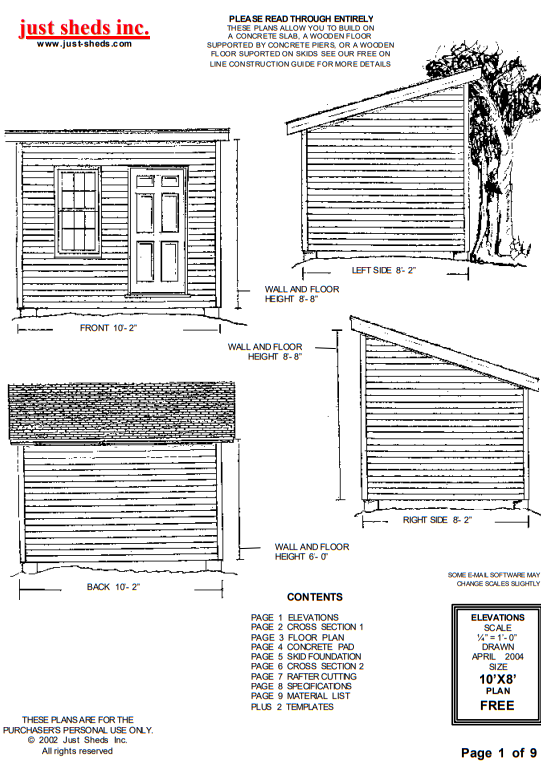 just sheds inc.
www.just-sheds.com
PLEASE READ THROUGH ENTIRELY
THESE PLANS ALLOW YOU TO BUILD ON
A CONCRETE SLAB, A WOODEN FLOOR
SUPPORTED BY CONCRETE PIERS, OR A WOODEN
FLOOR SUPORTED ON SKIDS SEE OUR FREE ON
LINE CONSTRUCTION GUIDE FOR MORE DETAILS
LEFT SIDE 8'- 2"
WALL AND FLOOR
HEIGHT 8'- 8"
FRONT 10'- 2"
WALL AND FLOOR
HEIGHT 8'- 8"
RIGHT SIDE 8'- 2"
WALL AND FLOOR
HEIGHT 6'- 0"
BACK 10'- 2"
SOME E-MAIL SOFTWARE MAY
CHANGE SCALES SLIGHTLY
CONTENTS
PAGE 1 ELEVATIONS
PAGE 2 CROSS SECTION 1
PAGE 3 FLOOR PLAN
PAGE 4 CONCRETE PAD
PAGE 5 SKID FOUNDATION
PAGE 6 CROSS SECTION 2
PAGE 7 RAFTER CUTTING
PAGE 8 SPECIFICATIONS
PAGE 9 MATERIAL LIST
PLUS 2 TEMPLATES
ELEVATIONS
SCALE
¼" = 1'- 0"
DRAWN
APRIL 2004
SIZE
10'X8'
PLAN
FREE
THESE PLANS ARE FOR THE
PURCHASER'S PERSONAL USE ONLY.
© 2002 Just Sheds Inc.
All rights reserved
Page 1 of 9